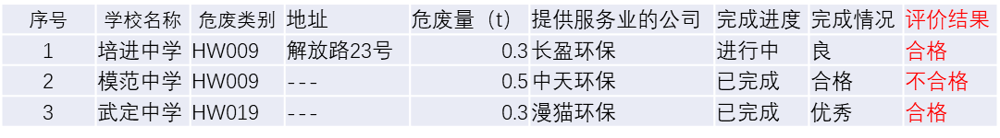 序号 学校名称 危废类别 地址 危废量（t） 提供服务业的公司 完成进度 完成情况 评价结果
1 培进中学 HW009 解放路23号 0.3 长盈环保 进行中 良 合格
2 模范中学 HW009 --- 0.5 中天环保 已完成 合格 不合格
3 武定中学 HW019 --- 0.3 漫猫环保 已完成 优秀 合格